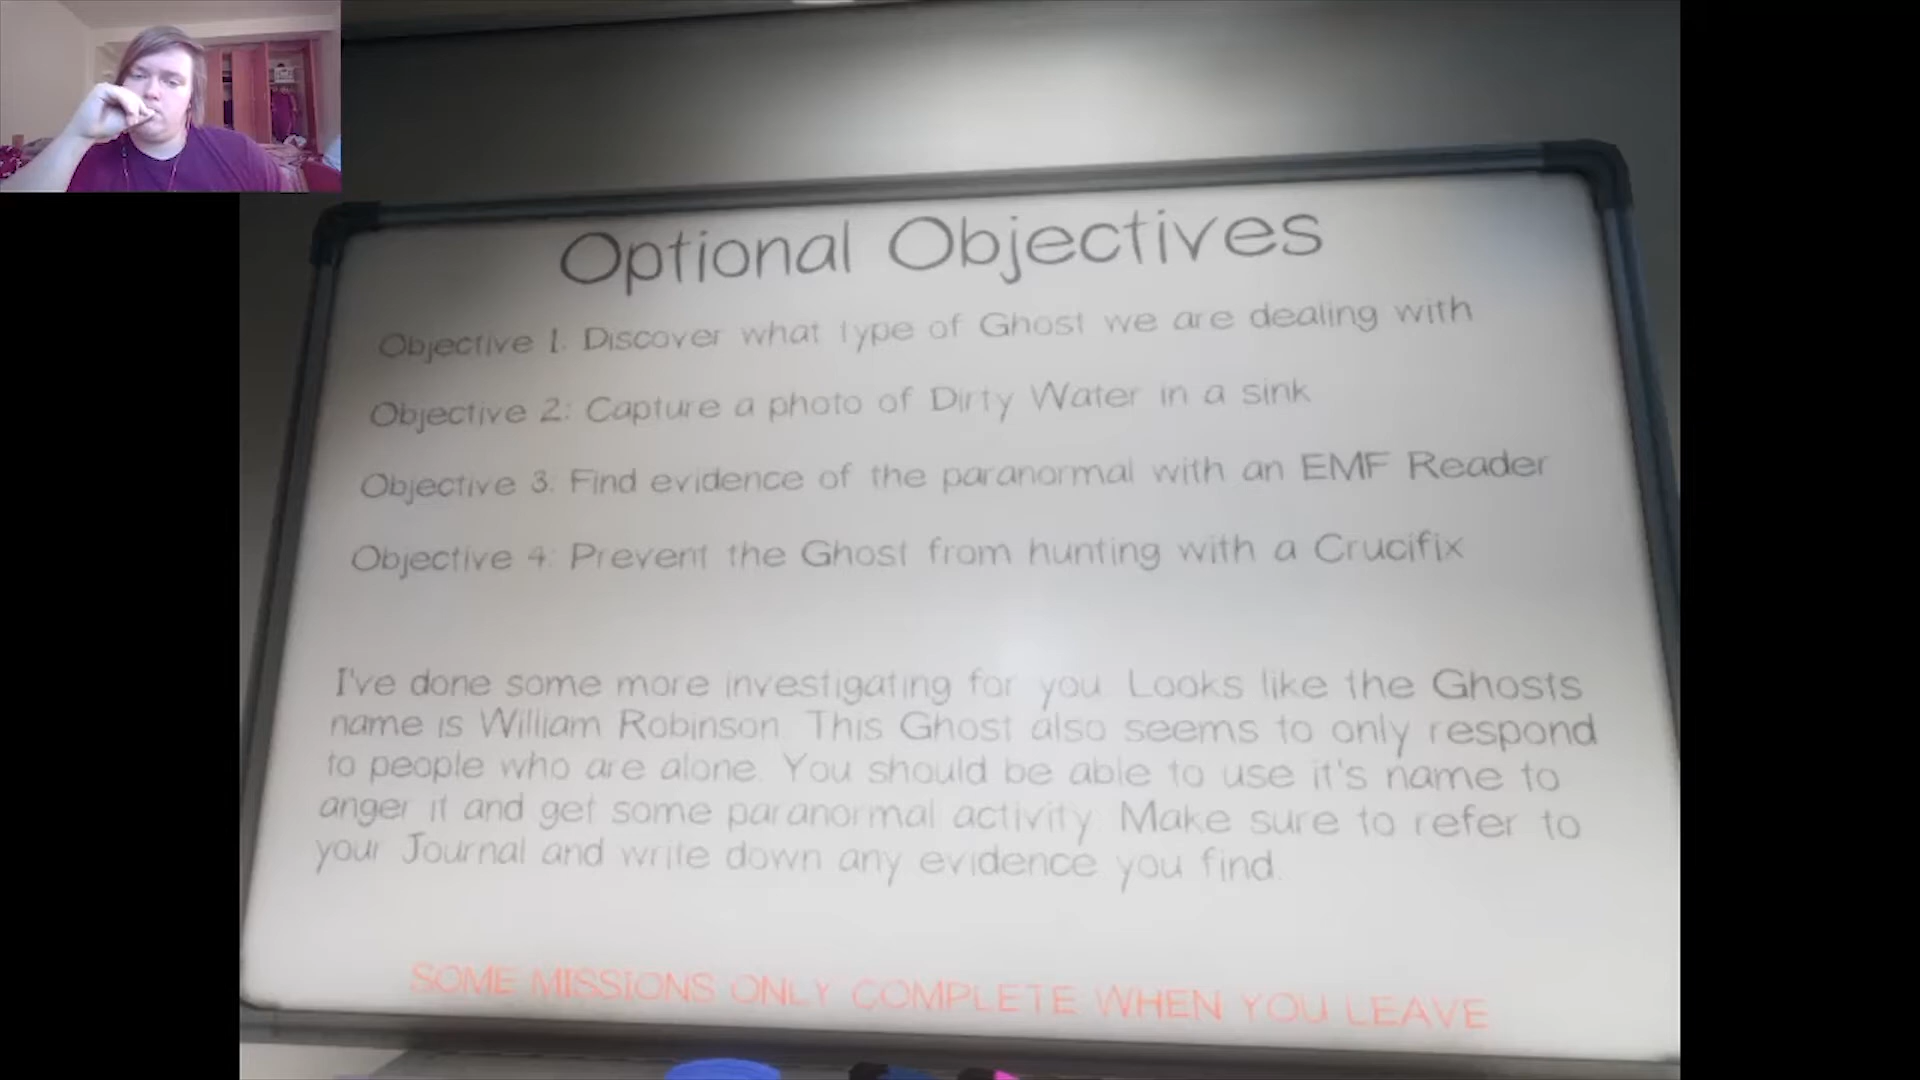 Optional Objectives
Objective 1: Discover what type of Ghost we are dealing with
Objective 2: Capture a photo of Dirty Water in a sink
Objective 3: Find evidence of the paranormal with an EMF Reader
Objective 4: Prevent the Ghost from hunting with a Crucifix
I've done some more investigating for you. Looks like the Ghosts
name is William Robinson. This Ghost also seems to only respond
to people who are alone. You should be able to use it's name to
anger it and get some paranormal activity. Make sure to refer to
your Journal and write down any evidence you find.
SOME MISSIONS ONLY COMPLETE WHEN YOU LEAVE